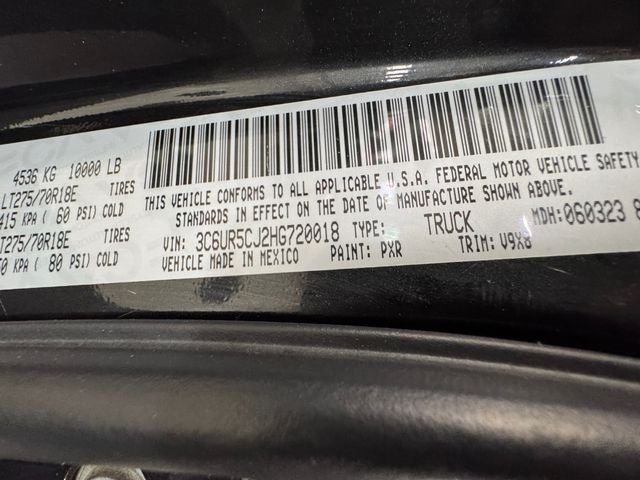 4536 KG 10000 LB
LT275/70R18E TIRES
415 KPA ( 60 PSI) COLD
LT275/70R18E TIRES
KPA ( 80 PSI) COLD
THIS VEHICLE CONFORMS TO ALL APPLICABLE U.S.A. FEDERAL MOTOR VEHICLE SAFETY
STANDARDS IN EFFECT ON THE DATE OF MANUFACTURE SHOWN ABOVE.
VIN: 3C6UR5CJ2HG720018 TYPE: TRUCK MDH: 060323
VEHICLE MADE IN MEXICO PAINT: PXR TRIM: V9X8